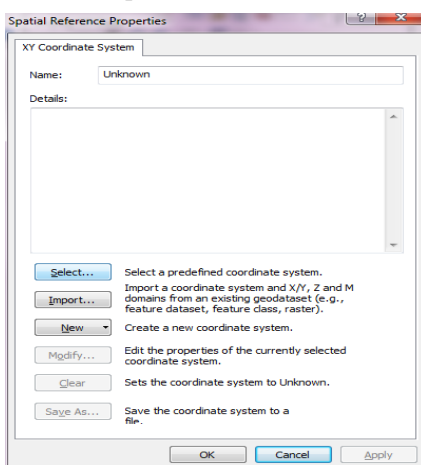 Spatial Reference Properties
XY Coordinate System
Name: Unknown
Details:
Select... Select a predefined coordinate system.
Import... Import a coordinate system and X/Y, Z and M
domains from an existing geodataset (e.g.,
feature dataset, feature class, raster).
New Create a new coordinate system.
Modify... Edit the properties of the currently selected
coordinate system.
Clear Sets the coordinate system to Unknown.
Save As... Save the coordinate system to a
file.
OK Cancel Apply